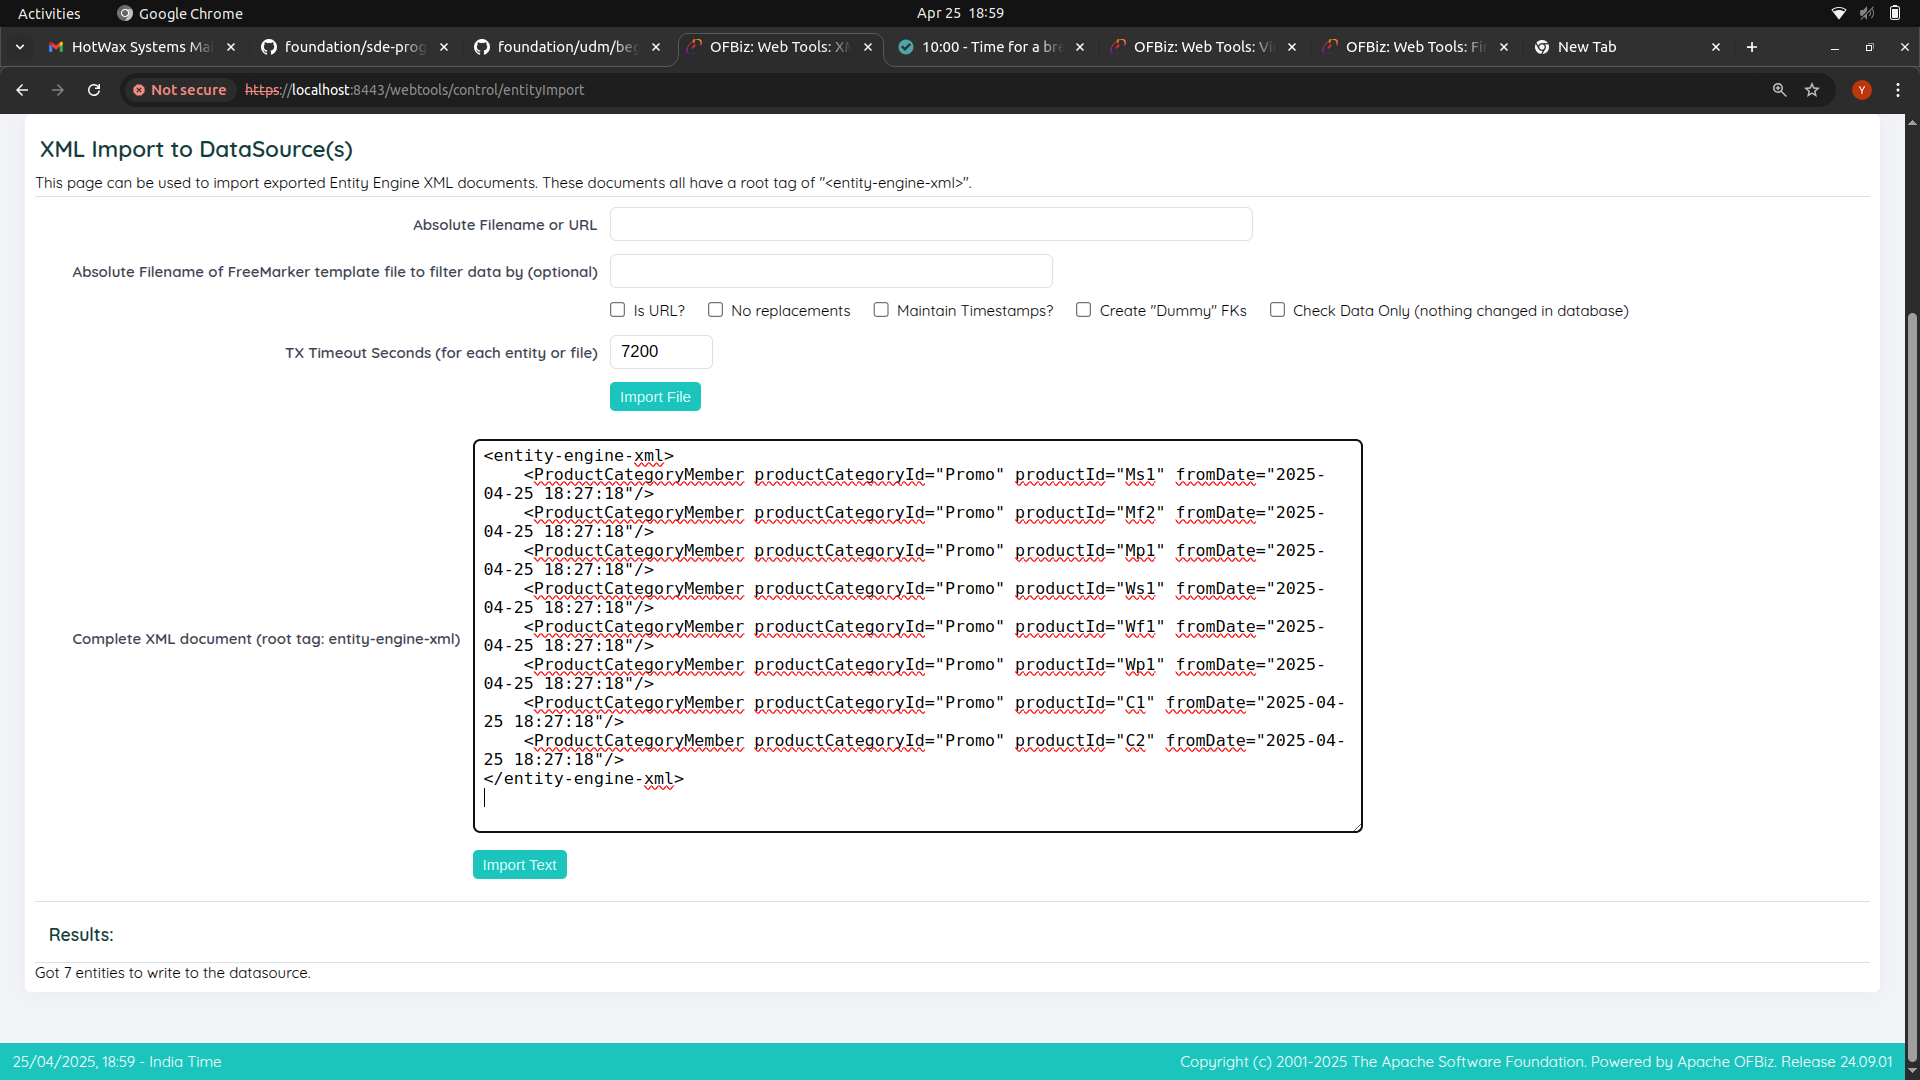 Activities
Google Chrome
Apr 25 18:59
HotWax Systems Mai
foundation/sde-prog
foundation/udm/beg
OFBiz: Web Tools: XM
10:00 - Time for a bre
OFBiz: Web Tools: Vi
OFBiz: Web Tools: Fin
New Tab
Not secure
https://localhost:8443/webtools/control/entityImport
Y
XML Import to DataSource(s)
This page can be used to import exported Entity Engine XML documents. These documents all have a root tag of "<entity-engine-xml>".
Absolute Filename or URL
Absolute Filename of FreeMarker template file to filter data by (optional)
Is URL? No replacements Maintain Timestamps? Create "Dummy" FKs Check Data Only (nothing changed in database)
TX Timeout Seconds (for each entity or file) 7200
Import File
Complete XML document (root tag: entity-engine-xml)
<entity-engine-xml>
<ProductCategoryMember productCategoryId="Promo" productId="Ms1" fromDate="2025-
04-25 18:27:18"/>
<ProductCategoryMember productCategoryId="Promo" productId="Mf2" fromDate="2025-
04-25 18:27:18"/>
<ProductCategoryMember productCategoryId="Promo" productId="Mp1" fromDate="2025-
04-25 18:27:18"/>
<ProductCategoryMember productCategoryId="Promo" productId="Ws1" fromDate="2025-
04-25 18:27:18"/>
<ProductCategoryMember productCategoryId="Promo" productId="Wf1" fromDate="2025-
04-25 18:27:18"/>
<ProductCategoryMember productCategoryId="Promo" productId="Wp1" fromDate="2025-
04-25 18:27:18"/>
<ProductCategoryMember productCategoryId="Promo" productId="C1" fromDate="2025-04-
25 18:27:18"/>
<ProductCategoryMember productCategoryId="Promo" productId="C2" fromDate="2025-04-
25 18:27:18"/>
</entity-engine-xml>
Import Text
Results:
Got 7 entities to write to the datasource.
25/04/2025, 18:59 - India Time
Copyright (c) 2001-2025 The Apache Software Foundation. Powered by Apache OFBiz. Release 24.09.01